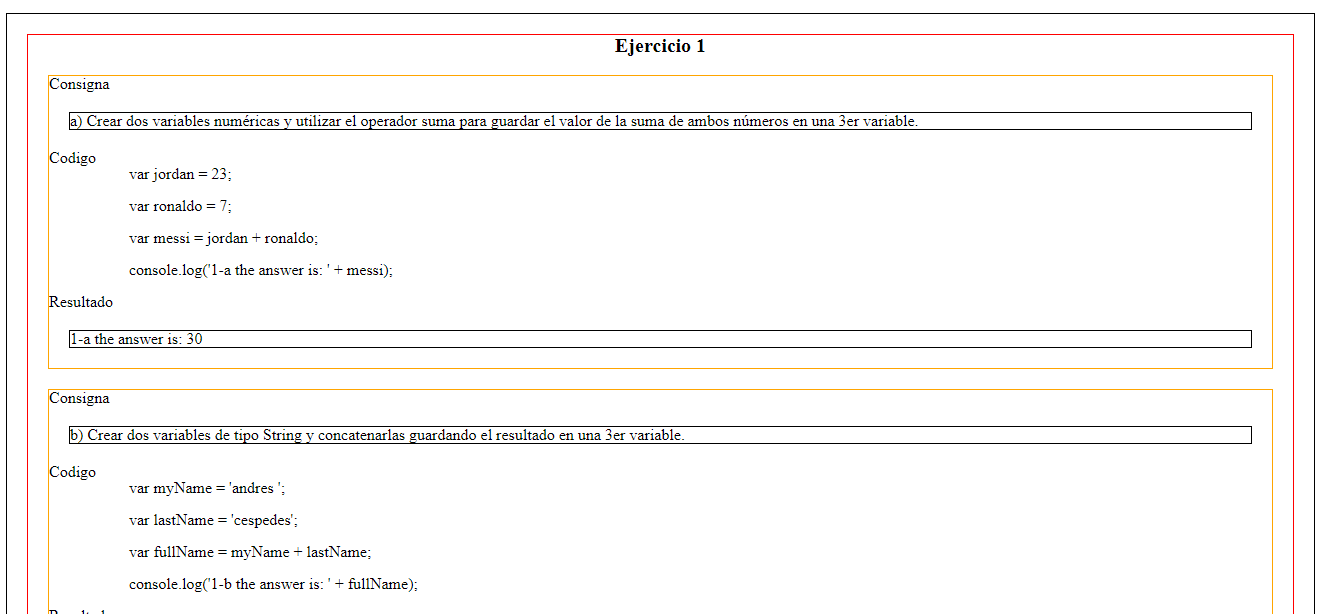 Ejercicio 1
Consigna
a) Crear dos variables numéricas y utilizar el operador suma para guardar el valor de la suma de ambos números en una 3er variable.
Codigo
var jordan = 23;
var ronaldo = 7;
var messi = jordan + ronaldo;
console.log('1-a the answer is: ' + messi);
Resultado
1-a the answer is: 30
Consigna
b) Crear dos variables de tipo String y concatenarlas guardando el resultado en una 3er variable.
Codigo
var myName = 'andres ';
var lastName = 'cespedes';
var fullName = myName + lastName;
console.log('1-b the answer is: ' + fullName);